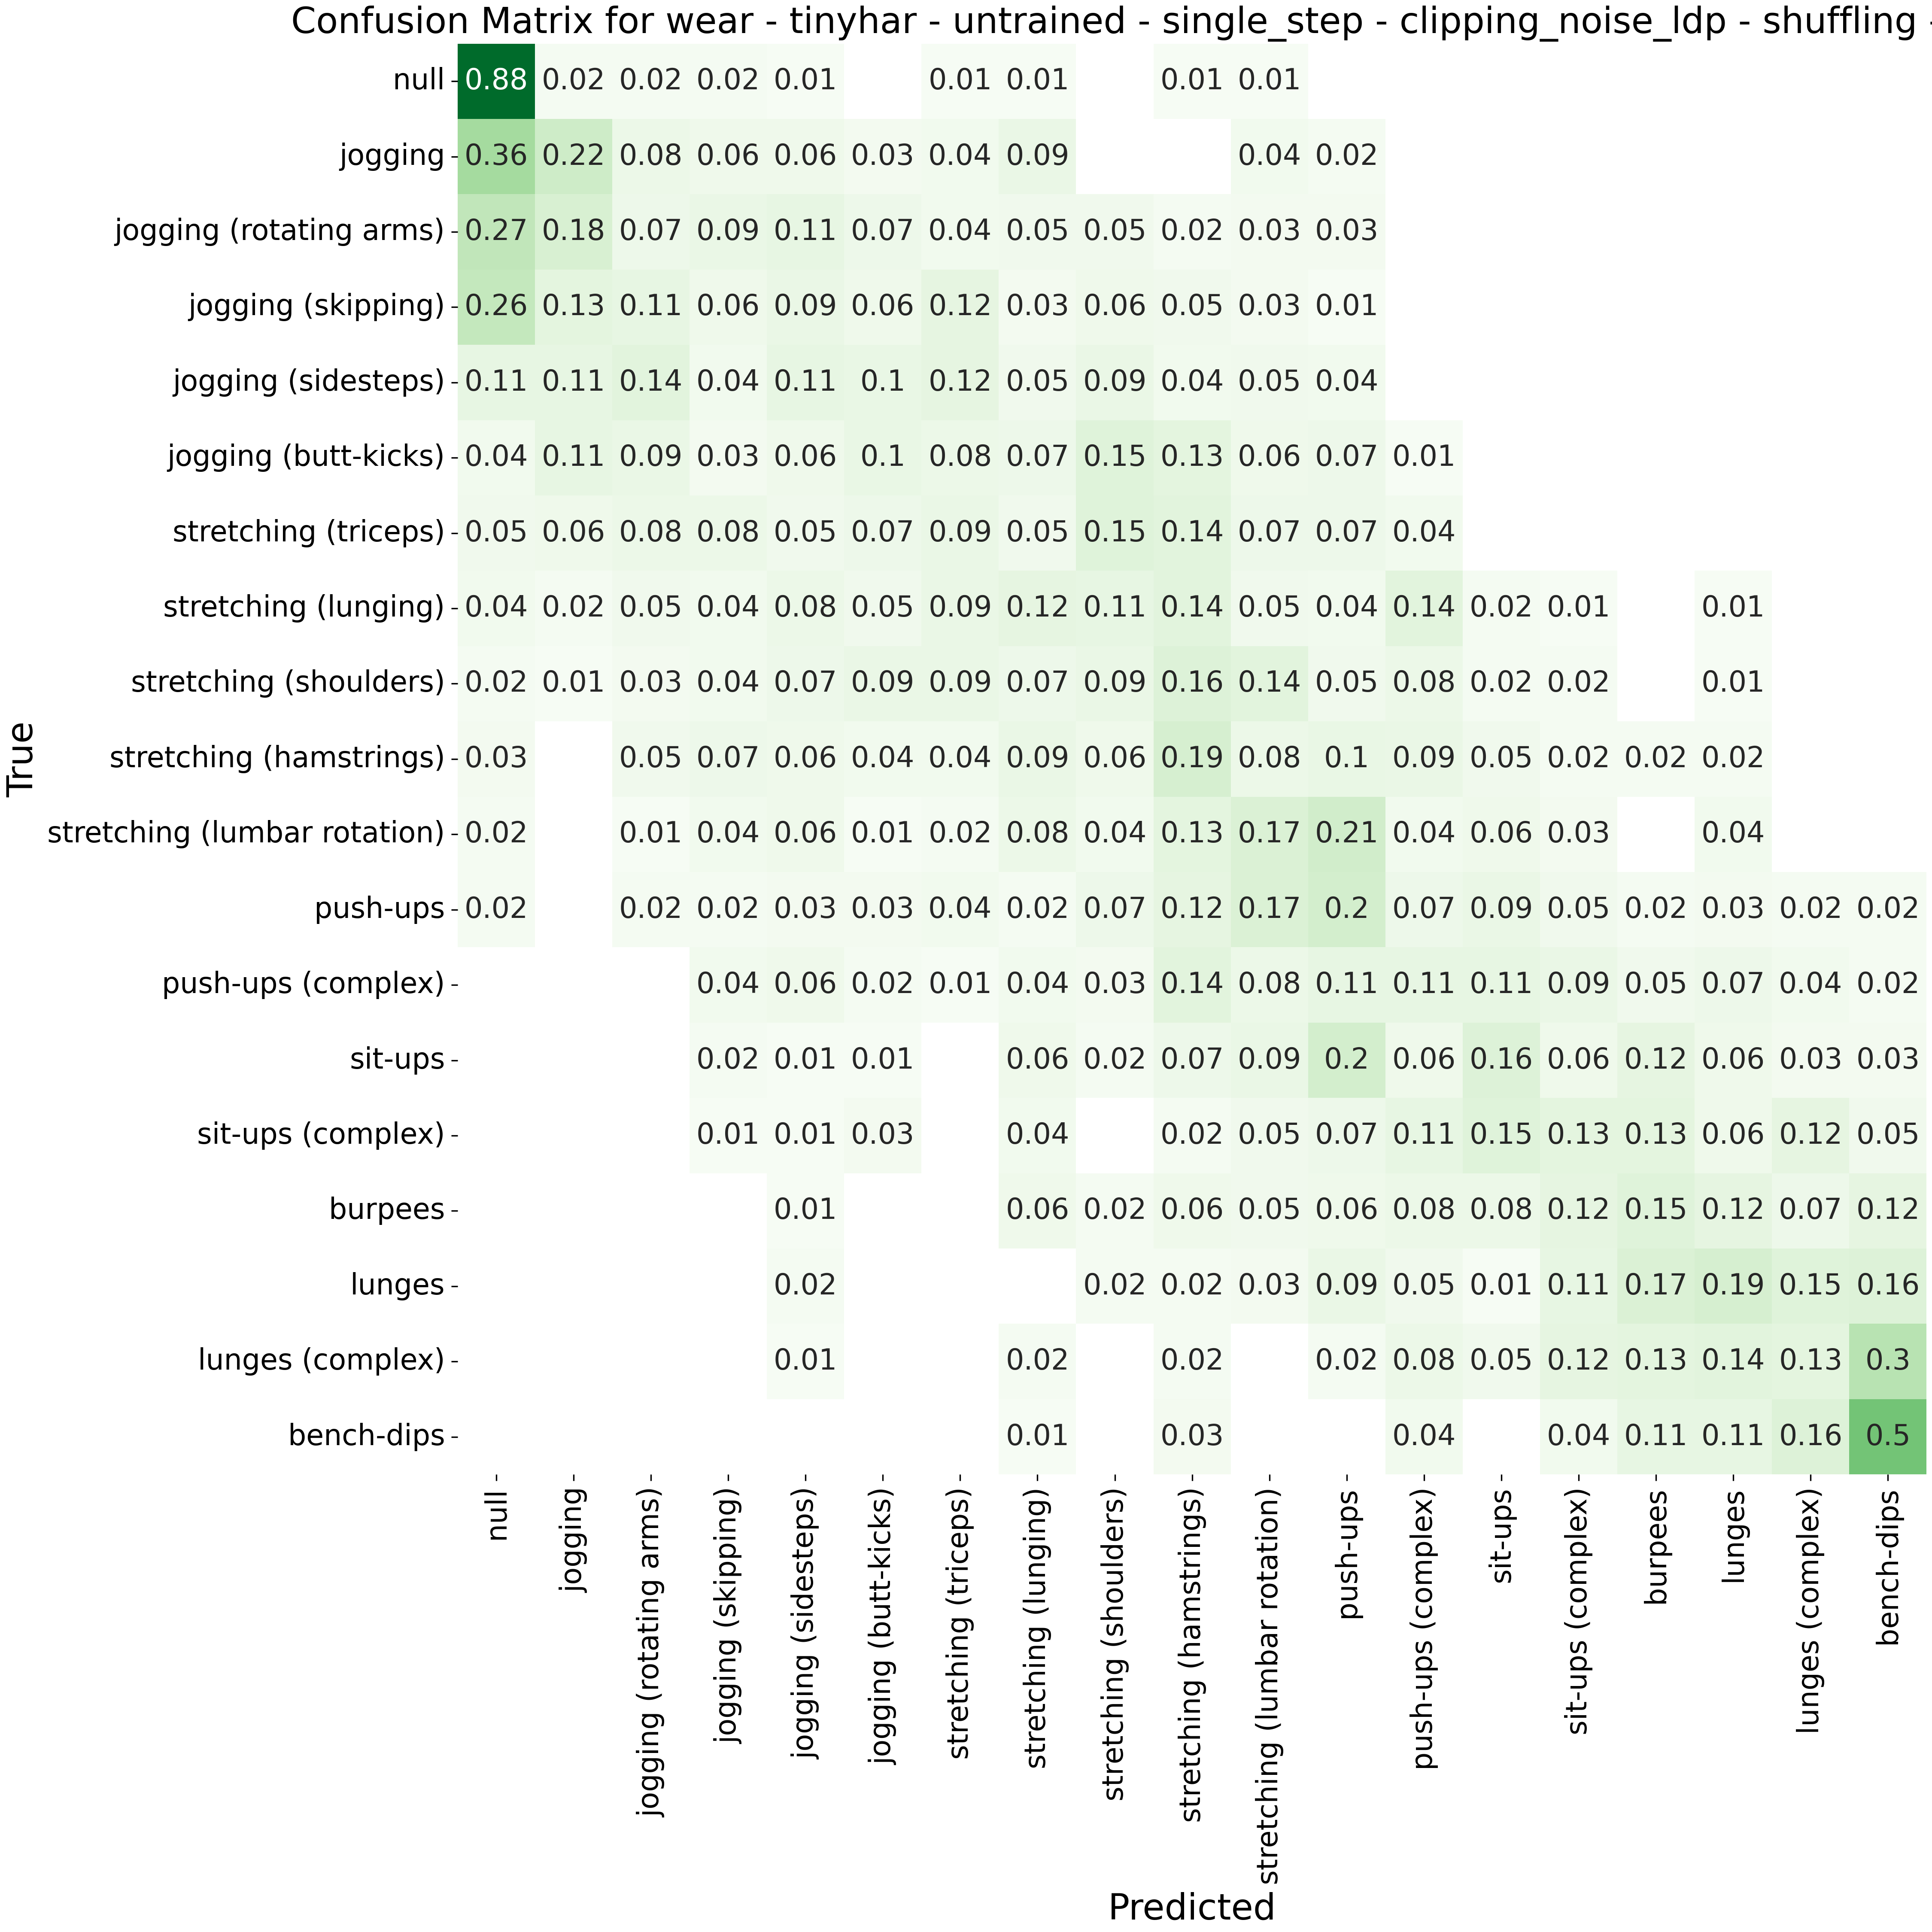 Confusion Matrix for wear - tinyhar - untrained - single_step - clipping_noise_ldp - shuffling -
null 0.88 0.02 0.02 0.02 0.01 0.01 0.01 0.01 0.01
jogging 0.36 0.22 0.08 0.06 0.06 0.03 0.04 0.09 0.04 0.02
jogging (rotating arms) 0.27 0.18 0.07 0.09 0.11 0.07 0.04 0.05 0.05 0.02 0.03 0.03
jogging (skipping) 0.26 0.13 0.11 0.06 0.09 0.06 0.12 0.03 0.06 0.05 0.03 0.01
jogging (sidesteps) 0.11 0.11 0.14 0.04 0.11 0.1 0.12 0.05 0.09 0.04 0.05 0.04
jogging (butt-kicks) 0.04 0.11 0.09 0.03 0.06 0.1 0.08 0.07 0.15 0.13 0.06 0.07 0.01
stretching (triceps) 0.05 0.06 0.08 0.08 0.05 0.07 0.09 0.05 0.15 0.14 0.07 0.07 0.04
stretching (lunging) 0.04 0.02 0.05 0.04 0.08 0.05 0.09 0.12 0.11 0.14 0.05 0.04 0.14 0.02 0.01 0.01
stretching (shoulders) 0.02 0.01 0.03 0.04 0.07 0.09 0.09 0.07 0.09 0.16 0.14 0.05 0.08 0.02 0.02 0.01
stretching (hamstrings) 0.03 0.05 0.07 0.06 0.04 0.04 0.09 0.06 0.19 0.08 0.1 0.09 0.05 0.02 0.02 0.02
stretching (lumbar rotation) 0.02 0.01 0.04 0.06 0.01 0.02 0.08 0.04 0.13 0.17 0.21 0.04 0.06 0.03 0.04
push-ups 0.02 0.02 0.02 0.03 0.03 0.04 0.02 0.07 0.12 0.17 0.2 0.07 0.09 0.05 0.02 0.03 0.02 0.02
push-ups (complex) 0.04 0.06 0.02 0.01 0.04 0.03 0.14 0.08 0.11 0.11 0.11 0.09 0.05 0.07 0.04 0.02
sit-ups 0.02 0.01 0.01 0.06 0.02 0.07 0.09 0.2 0.06 0.16 0.06 0.12 0.06 0.03 0.03
sit-ups (complex) 0.01 0.01 0.03 0.04 0.02 0.05 0.07 0.11 0.15 0.13 0.13 0.06 0.12 0.05
burpees 0.01 0.06 0.02 0.06 0.05 0.06 0.08 0.08 0.12 0.15 0.12 0.07 0.12
lunges 0.02 0.02 0.02 0.03 0.09 0.05 0.01 0.11 0.17 0.19 0.15 0.16
lunges (complex) 0.01 0.02 0.02 0.02 0.08 0.05 0.12 0.13 0.14 0.13 0.3
bench-dips 0.01 0.03 0.04 0.04 0.11 0.11 0.16 0.5
True
null
jogging
jogging (rotating arms)
jogging (skipping)
jogging (sidesteps)
jogging (butt-kicks)
stretching (triceps)
stretching (lunging)
stretching (shoulders)
stretching (hamstrings)
stretching (lumbar rotation)
push-ups
push-ups (complex)
sit-ups
sit-ups (complex)
burpees
lunges
lunges (complex)
bench-dips
Predicted